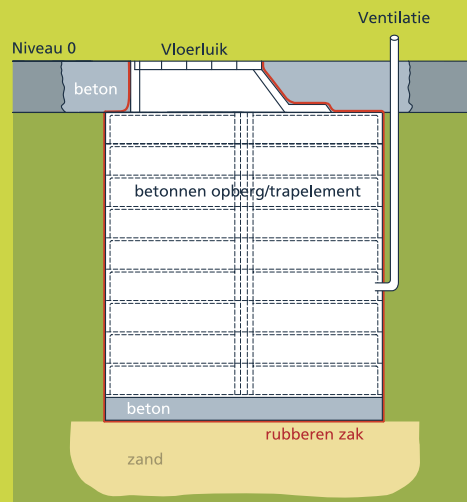 Ventilatie
Niveau 0
Vloerluik
beton
betonnen opberg/trapelement
beton
rubberen zak
zand